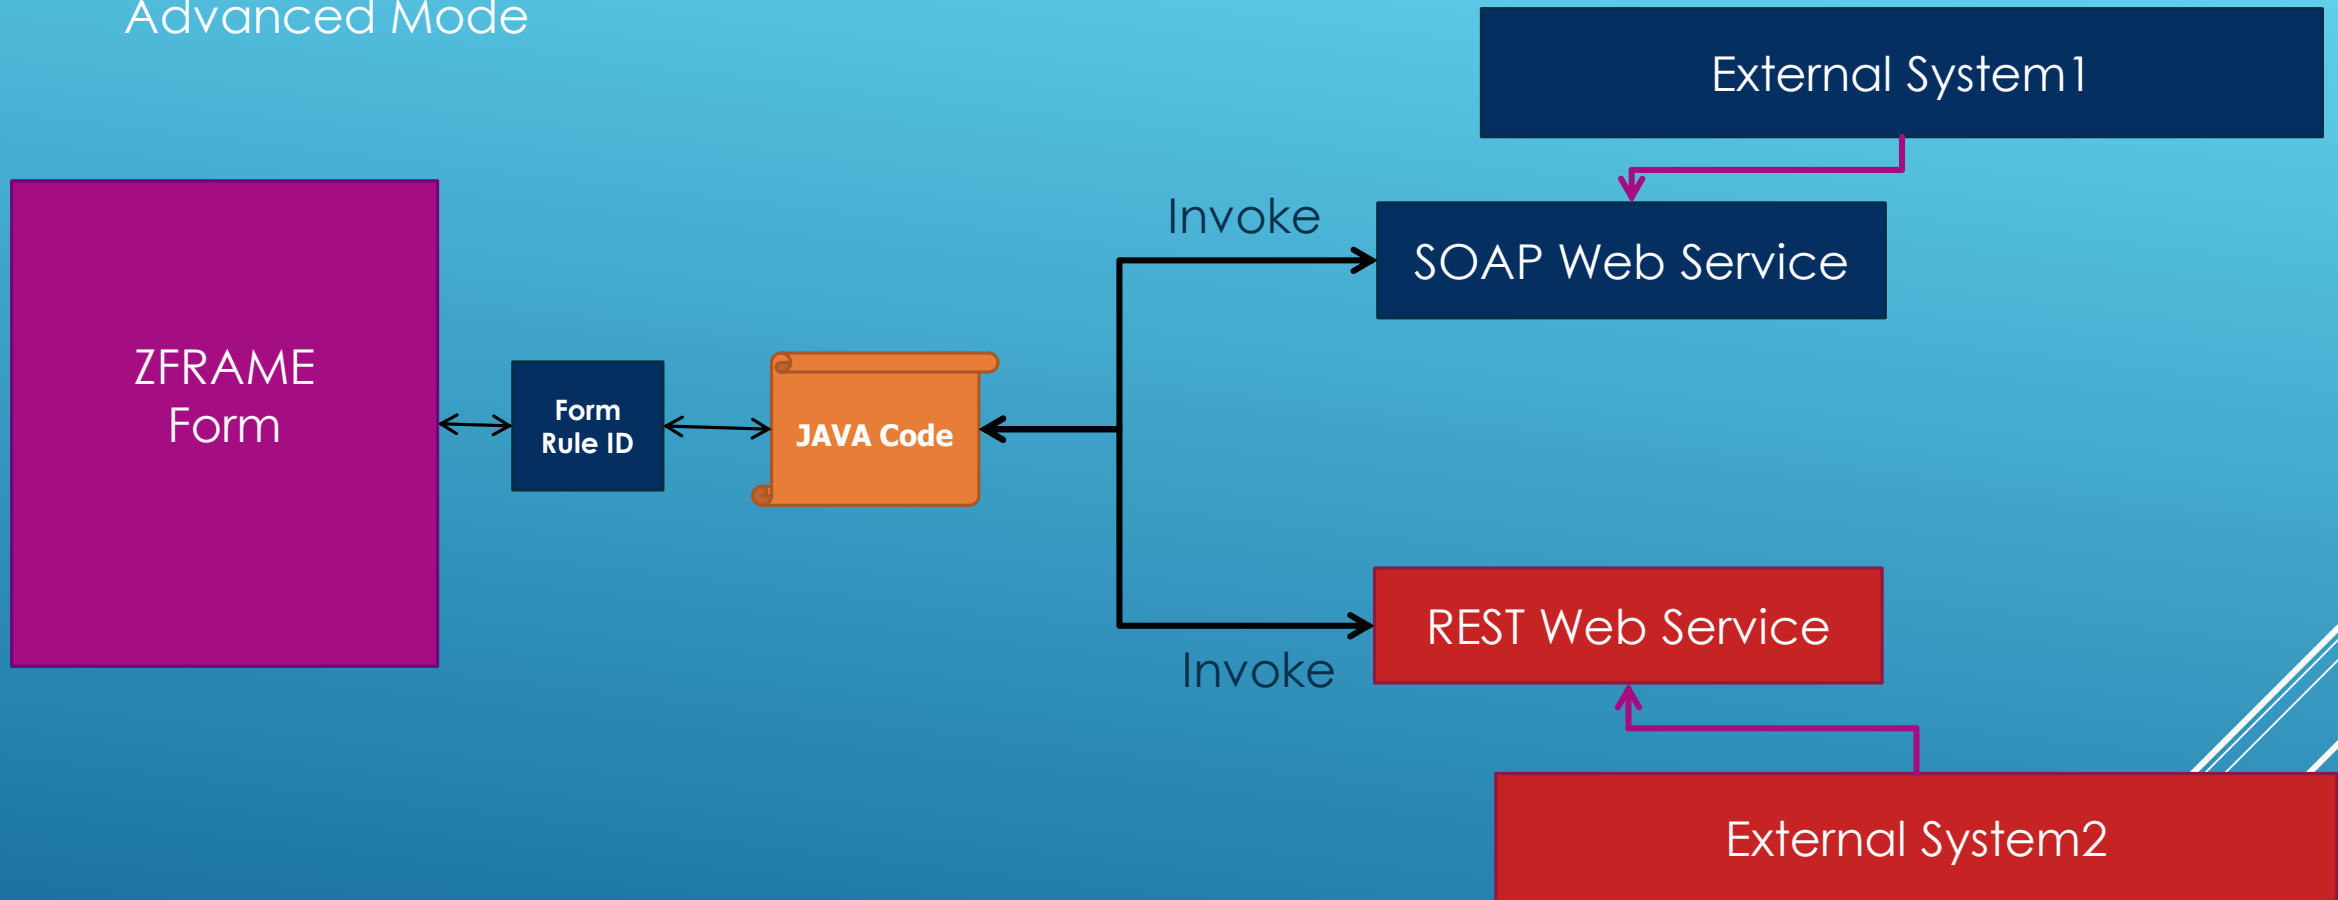 Advanced Mode
External System1
Invoke
SOAP Web Service
ZFRAME
Form
Form
Rule ID
JAVA Code
REST Web Service
Invoke
External System2